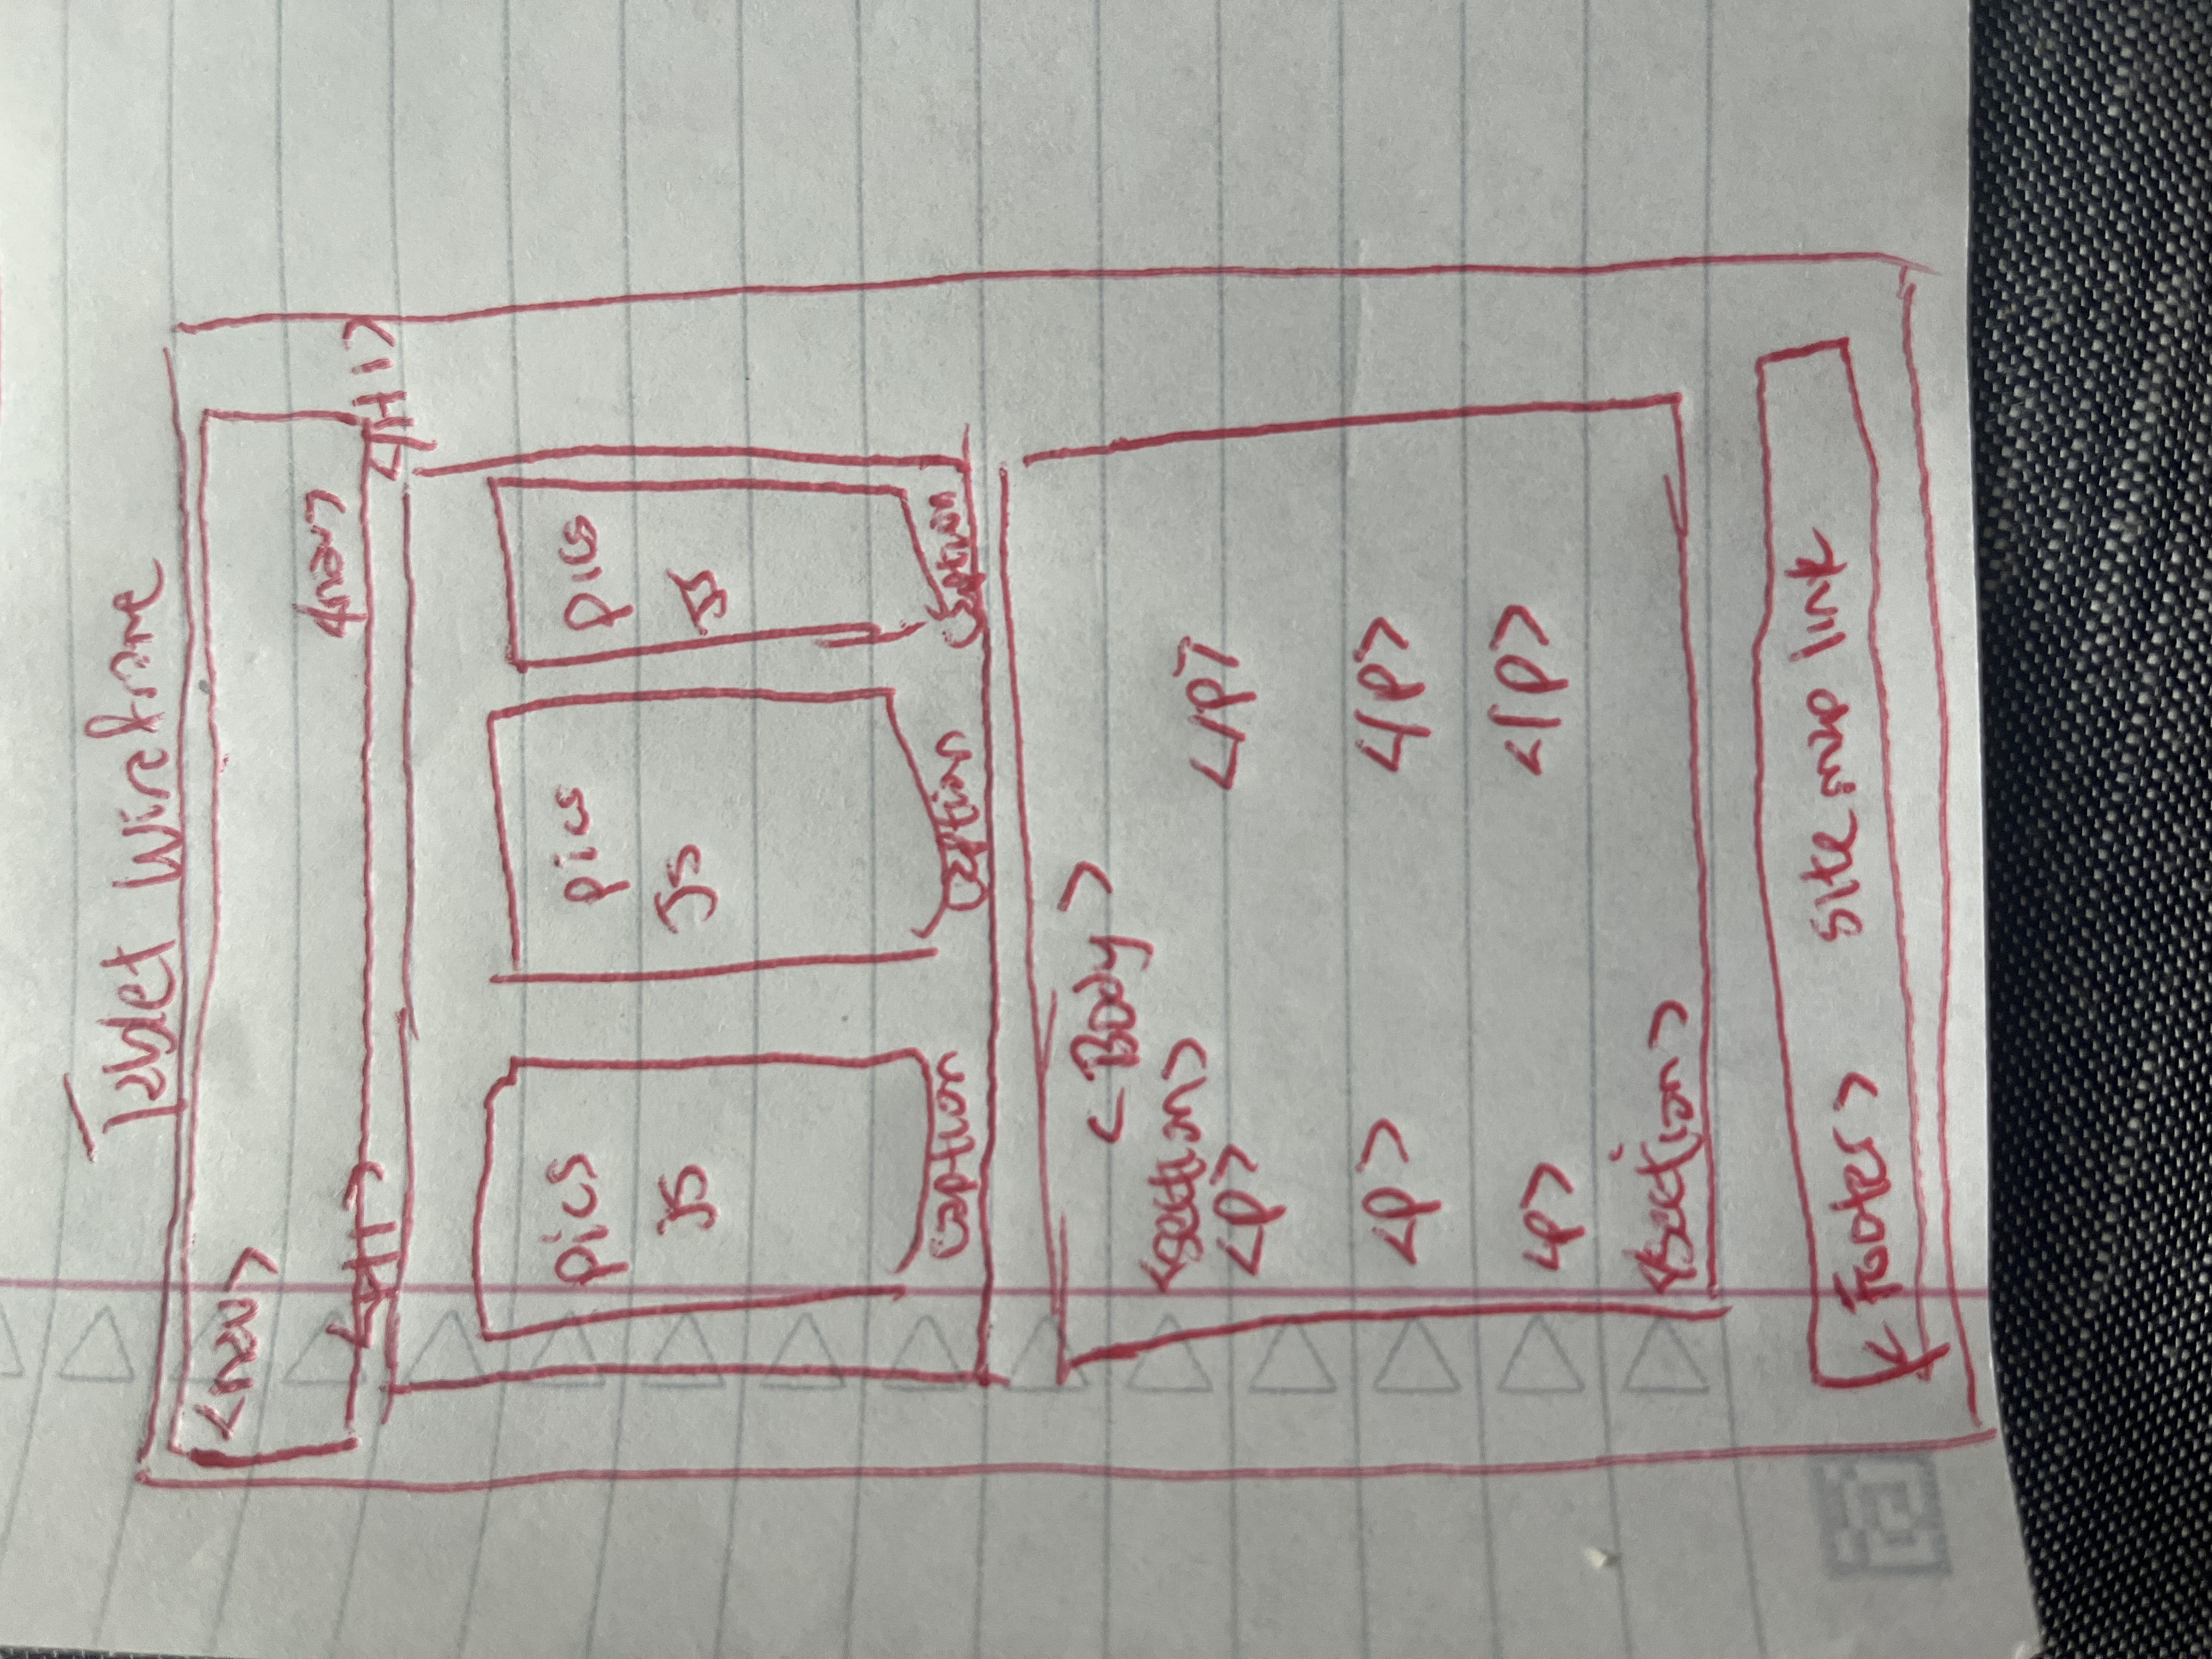 Tablet Wireframe
<nav>
</nav>
<H1> </H1>
pics pics pics
JS JS JS
caption caption caption
<Body>
<section>
<p> </p>
<p> </p>
<p> </p>
</section>
<Footer> site map link